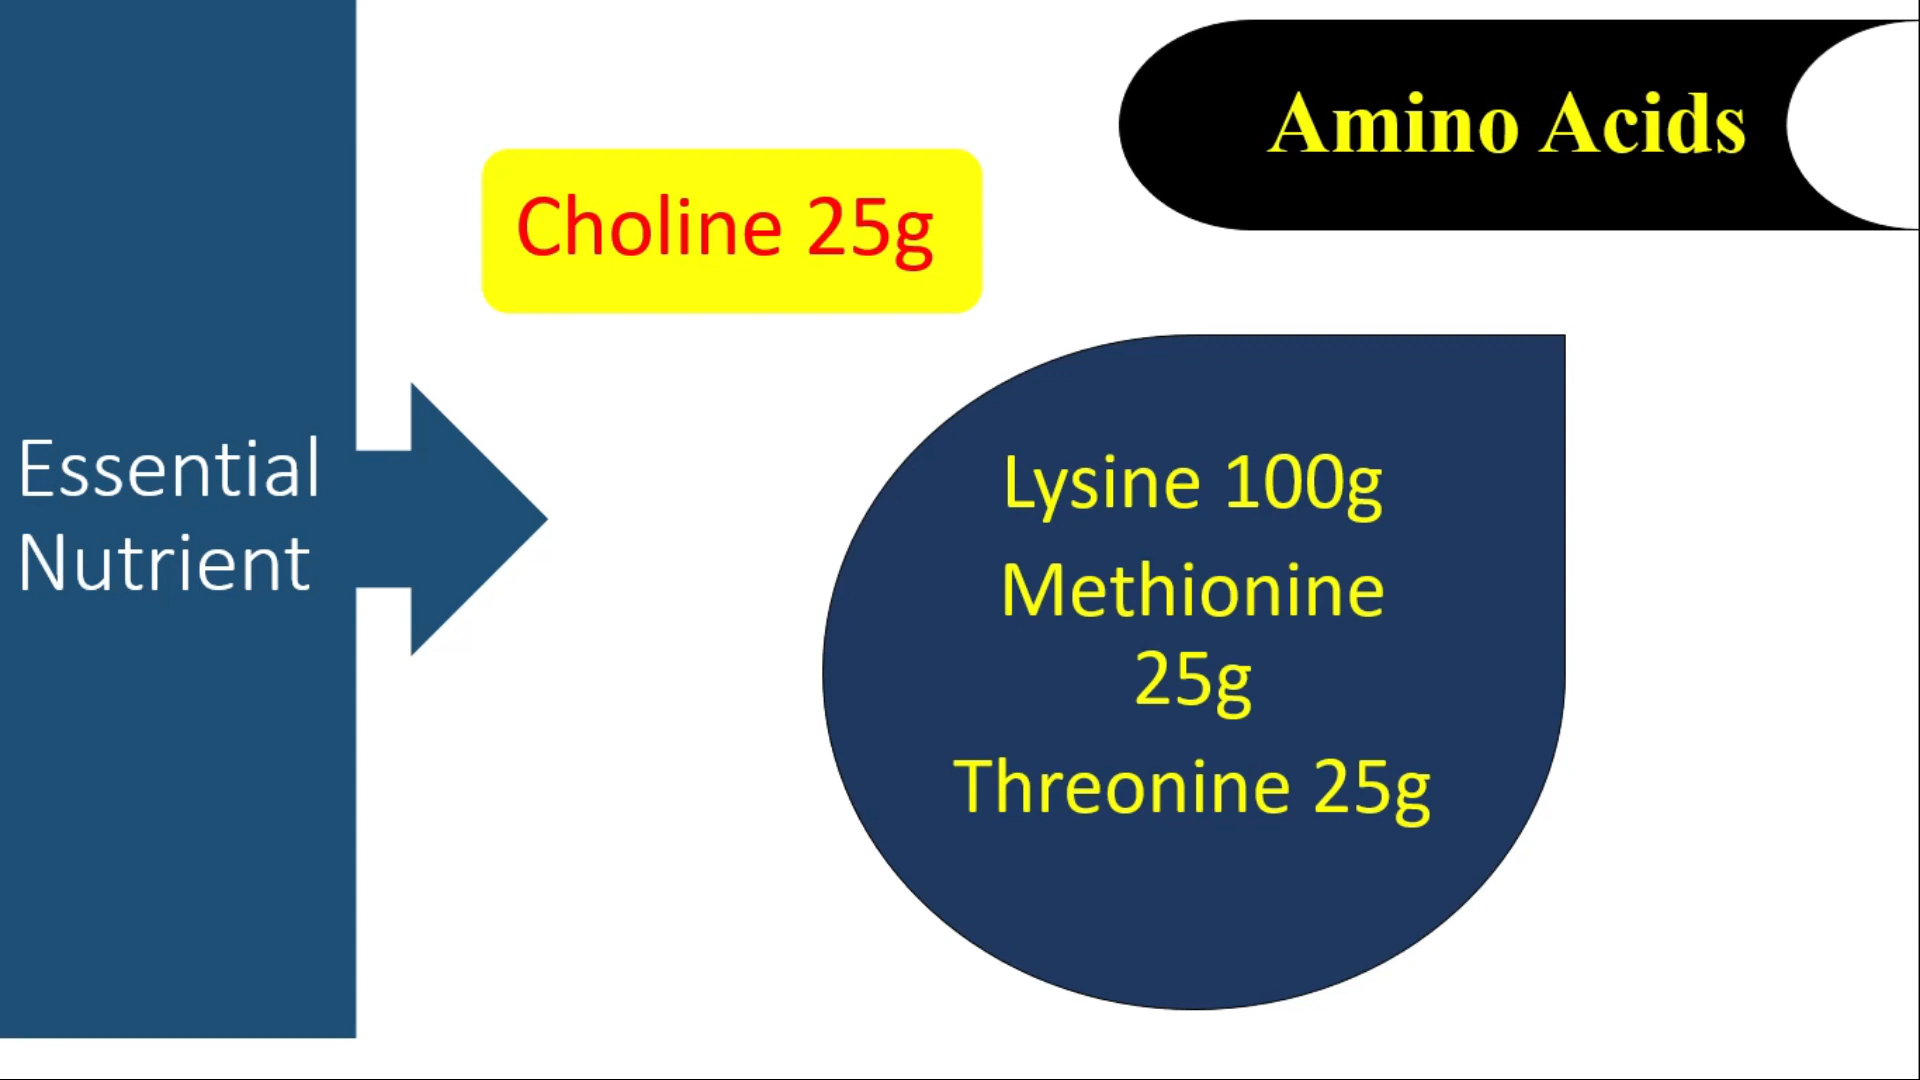 Amino Acids
Choline 25g
Essential
Nutrient
Lysine 100g
Methionine
25g
Threonine 25g